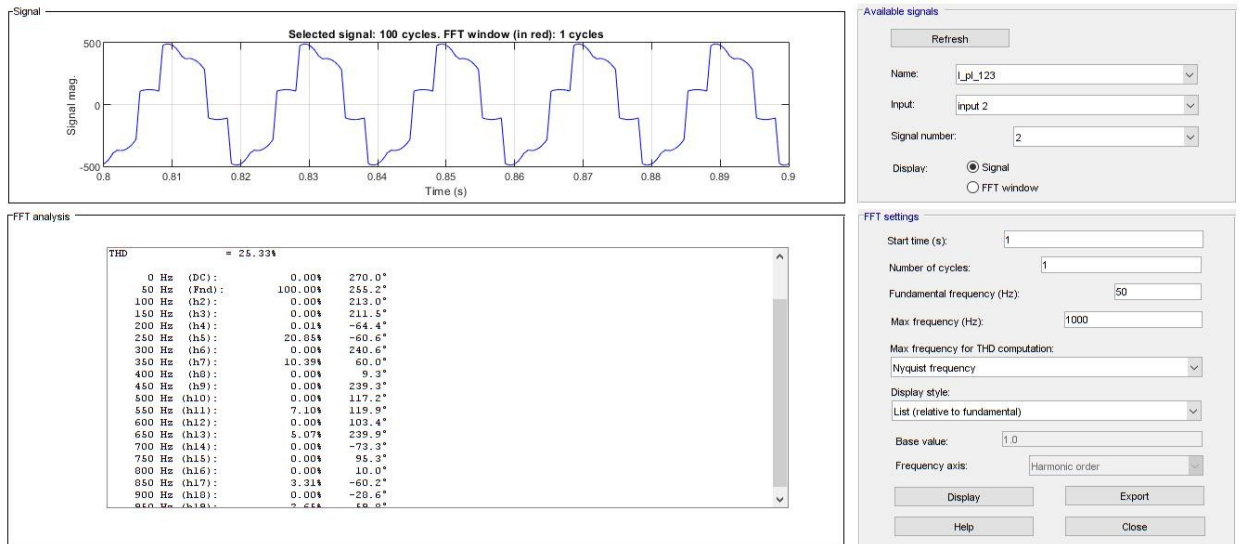 Signal
Selected signal: 100 cycles. FFT window (in red): 1 cycles
500
0
-500
Signal mag.
0.8 0.81 0.82 0.83 0.84 0.85 0.86 0.87 0.88 0.89 0.9
Time (s)
FFT analysis
THD = 25.33%
0 Hz (DC): 0.00% 270.0°
50 Hz (Fnd): 100.00% 255.2°
100 Hz (h2): 0.00% 213.0°
150 Hz (h3): 0.00% 211.5°
200 Hz (h4): 0.01% -64.4°
250 Hz (h5): 20.85% -60.6°
300 Hz (h6): 0.00% 240.6°
350 Hz (h7): 10.39% 60.0°
400 Hz (h8): 0.00% 9.3°
450 Hz (h9): 0.00% 239.3°
500 Hz (h10): 0.00% 117.2°
550 Hz (h11): 7.10% 119.9°
600 Hz (h12): 0.00% 103.4°
650 Hz (h13): 5.07% 239.9°
700 Hz (h14): 0.00% -73.3°
750 Hz (h15): 0.00% 95.3°
800 Hz (h16): 0.00% 10.0°
850 Hz (h17): 3.31% -60.2°
900 Hz (h18): 0.00% -28.6°
950 Hz (h19): 2.65% 59.8°
Available signals
Refresh
Name: I_pl_123
Input: input 2
Signal number: 2
Display: Signal
FFT window
FFT settings
Start time (s): 1
Number of cycles: 1
Fundamental frequency (Hz): 50
Max frequency (Hz): 1000
Max frequency for THD computation:
Nyquist frequency
Display style:
List (relative to fundamental)
Base value: 1.0
Frequency axis: Harmonic order
Display Export
Help Close